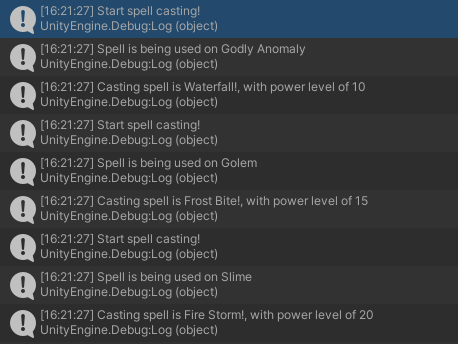 [16:21:27] Start spell casting!
UnityEngine.Debug:Log (object)
[16:21:27] Spell is being used on Godly Anomaly
UnityEngine.Debug:Log (object)
[16:21:27] Casting spell is Waterfall!, with power level of 10
UnityEngine.Debug:Log (object)
[16:21:27] Start spell casting!
UnityEngine.Debug:Log (object)
[16:21:27] Spell is being used on Golem
UnityEngine.Debug:Log (object)
[16:21:27] Casting spell is Frost Bite!, with power level of 15
UnityEngine.Debug:Log (object)
[16:21:27] Start spell casting!
UnityEngine.Debug:Log (object)
[16:21:27] Spell is being used on Slime
UnityEngine.Debug:Log (object)
[16:21:27] Casting spell is Fire Storm!, with power level of 20
UnityEngine.Debug:Log (object)